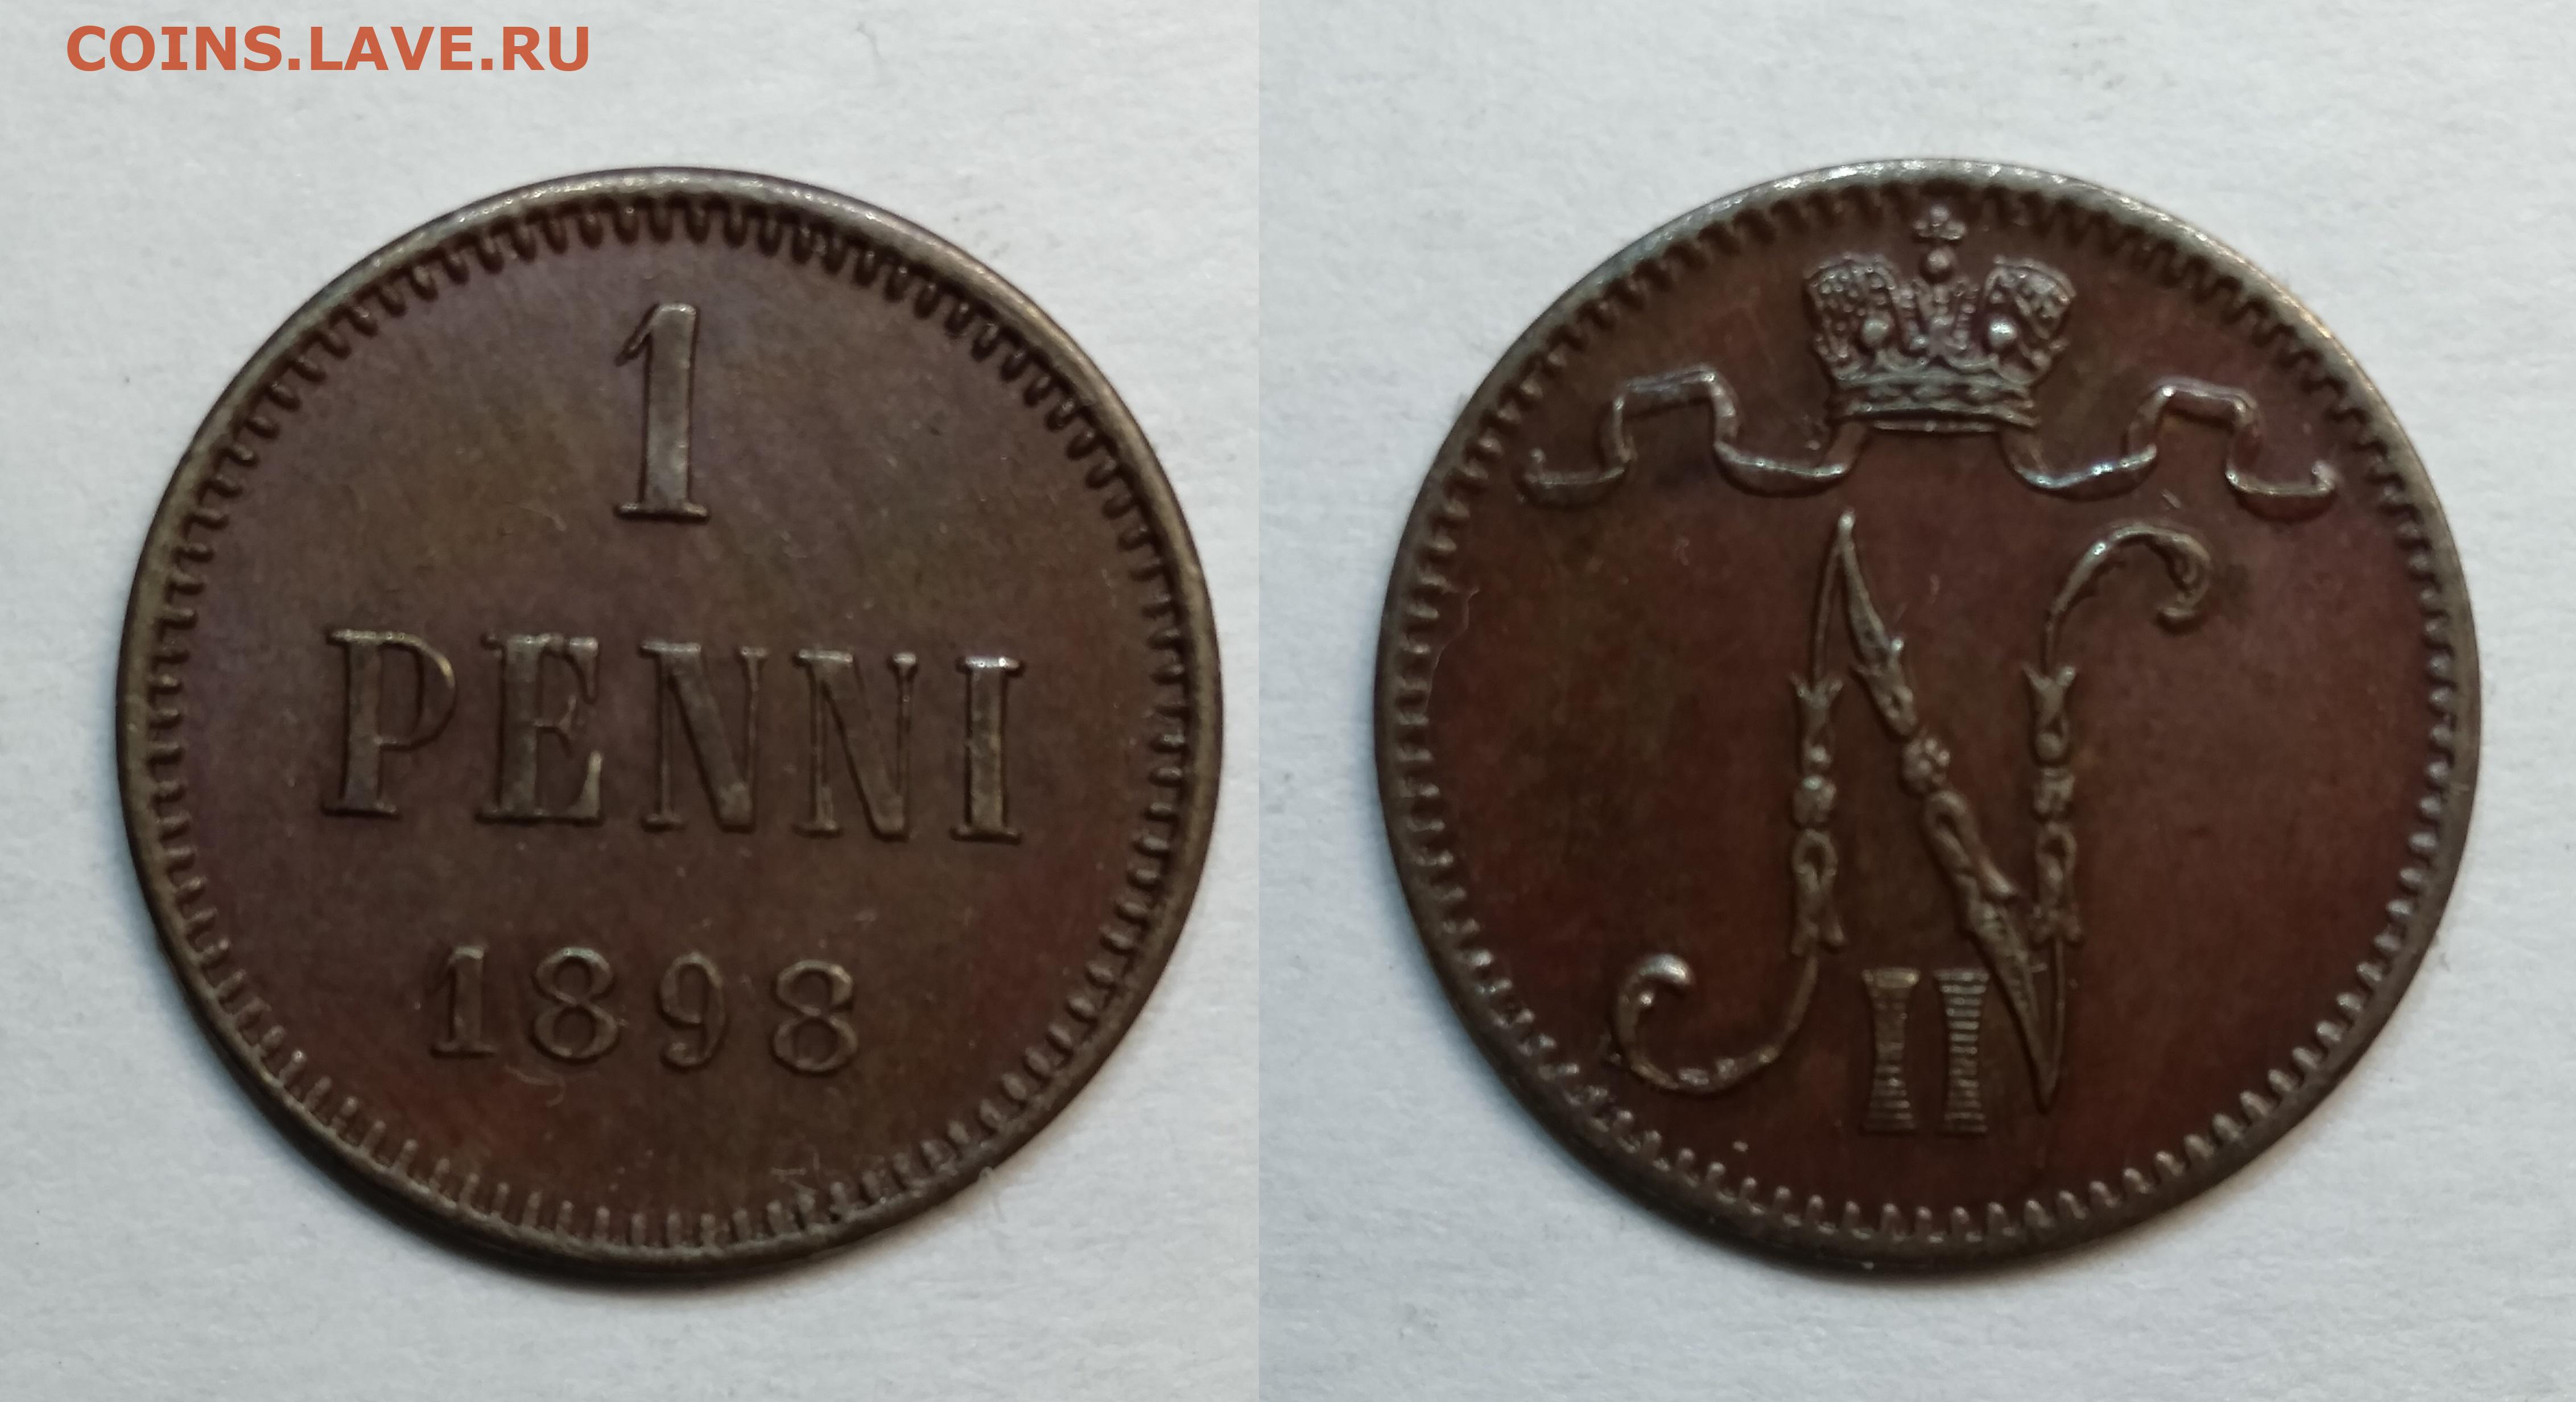 COINS.LAVE.RU
1
PENNI
1898
N
II